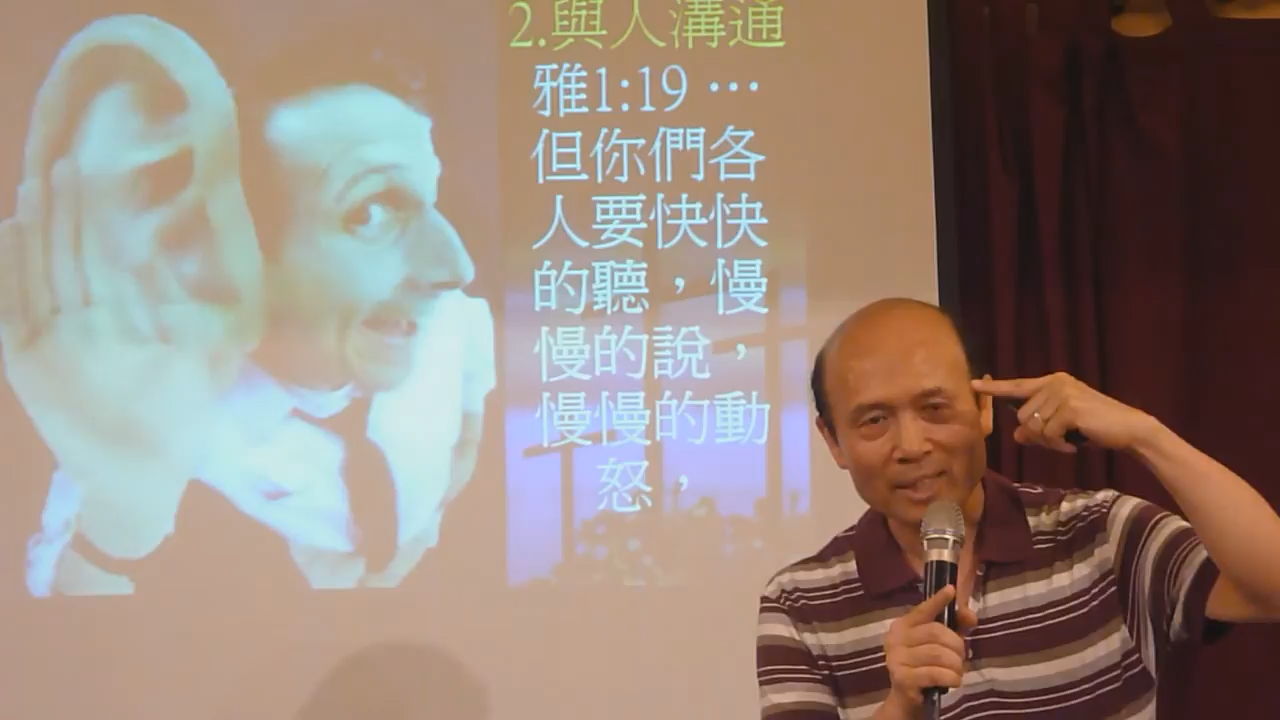 2.與人溝通
雅1:19 …
但你們各
人要快快
的聽，慢
慢的說，
慢慢的動
怒，